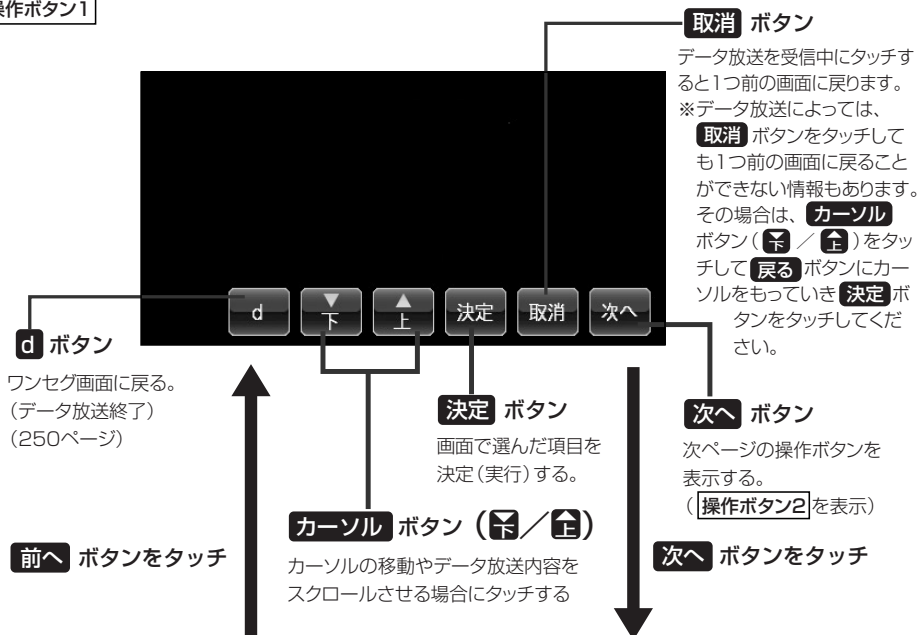 操作ボタン1
取消 ボタン
データ放送を受信中にタッチす
ると1つ前の画面に戻ります。
※データ放送によっては、
取消 ボタンをタッチして
も1つ前の画面に戻ること
ができない情報もあります。
その場合は、カーソル
ボタン(▼下／▲上)をタッ
チして 戻る ボタンにカー
ソルをもっていき 決定 ボ
タンをタッチしてくだ
さい。
d ▼下 ▲上 決定 取消 次へ
d ボタン
ワンセグ画面に戻る。
(データ放送終了)
(250ページ)
決定 ボタン
画面で選んだ項目を
決定(実行)する。
次へ ボタン
次ページの操作ボタンを
表示する。
(操作ボタン2を表示)
カーソル ボタン (▼下／▲上)
カーソルの移動やデータ放送内容を
スクロールさせる場合にタッチする
前へ ボタンをタッチ
次へ ボタンをタッチ